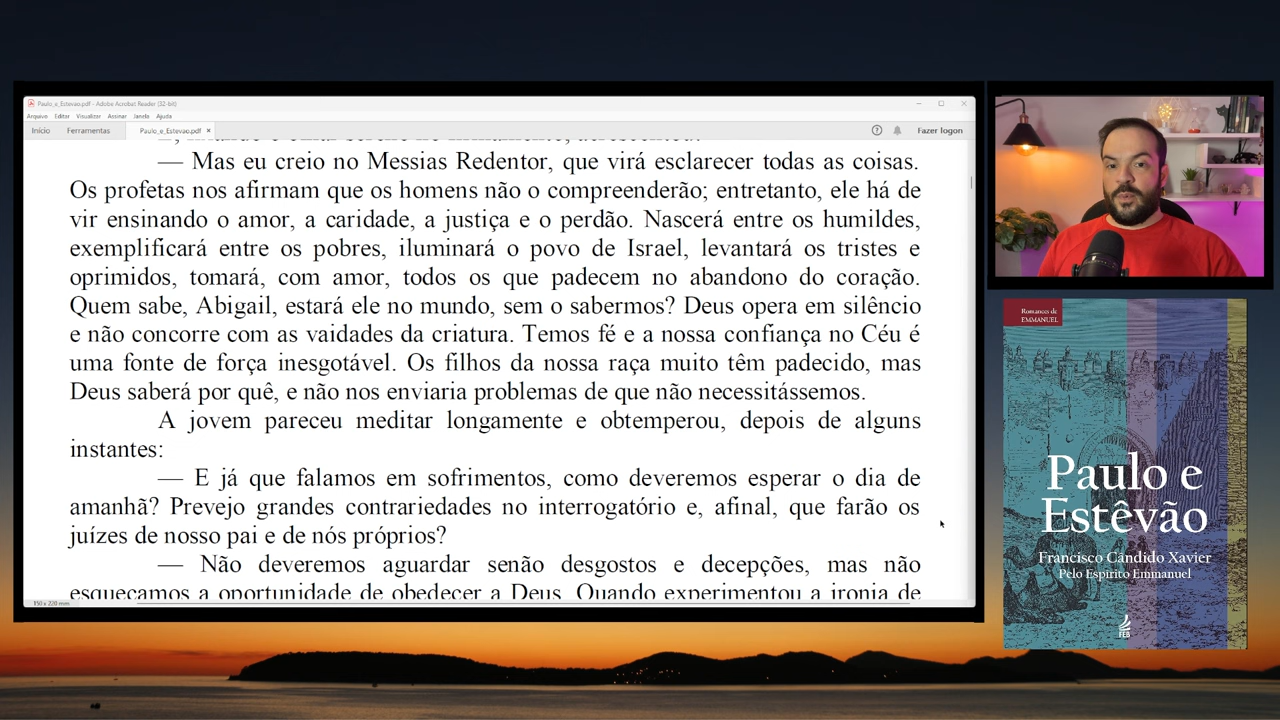 Paulo_e_Estevao.pdf - Adobe Acrobat Reader (32-bit)
Arquivo Editar Visualizar Assinar Janela Ajuda
Início Ferramentas Paulo_e_Estevao.pdf × Fazer logon
— Mas eu creio no Messias Redentor, que virá esclarecer todas as coisas.
Os profetas nos afirmam que os homens não o compreenderão; entretanto, ele há de
vir ensinando o amor, a caridade, a justiça e o perdão. Nascerá entre os humildes,
exemplificará entre os pobres, iluminará o povo de Israel, levantará os tristes e
oprimidos, tomará, com amor, todos os que padecem no abandono do coração.
Quem sabe, Abigail, estará ele no mundo, sem o sabermos? Deus opera em silêncio
e não concorre com as vaidades da criatura. Temos fé e a nossa confiança no Céu é
uma fonte de força inesgotável. Os filhos da nossa raça muito têm padecido, mas
Deus saberá por quê, e não nos enviaria problemas de que não necessitássemos.
A jovem pareceu meditar longamente e obtemperou, depois de alguns
instantes:
— E já que falamos em sofrimentos, como deveremos esperar o dia de
amanhã? Prevejo grandes contrariedades no interrogatório e, afinal, que farão os
juízes de nosso pai e de nós próprios?
— Não deveremos aguardar senão desgostos e decepções, mas não
esqueçamos a oportunidade de obedecer a Deus. Quando experimentou a ironia de
150 x 220 mm
Romances de
EMMANUEL
Paulo e
Estêvão
Francisco Cândido Xavier
Pelo Espírito Emmanuel
FEB